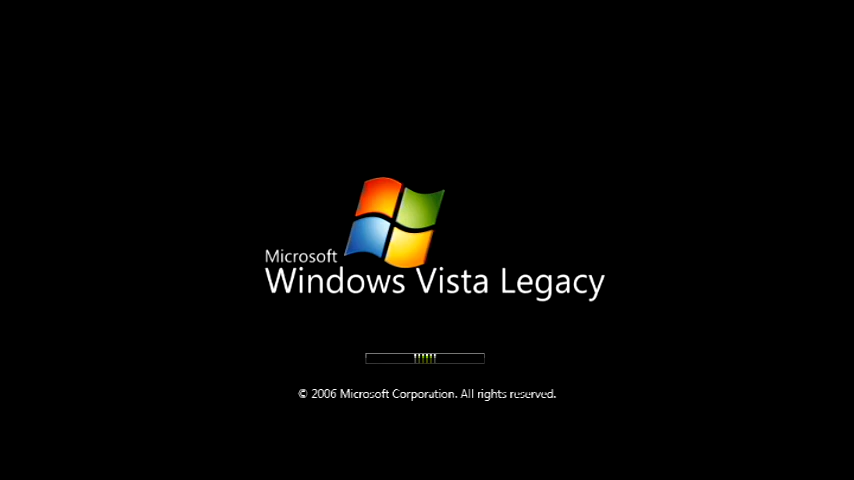 Microsoft
Windows Vista Legacy
© 2006 Microsoft Corporation. All rights reserved.